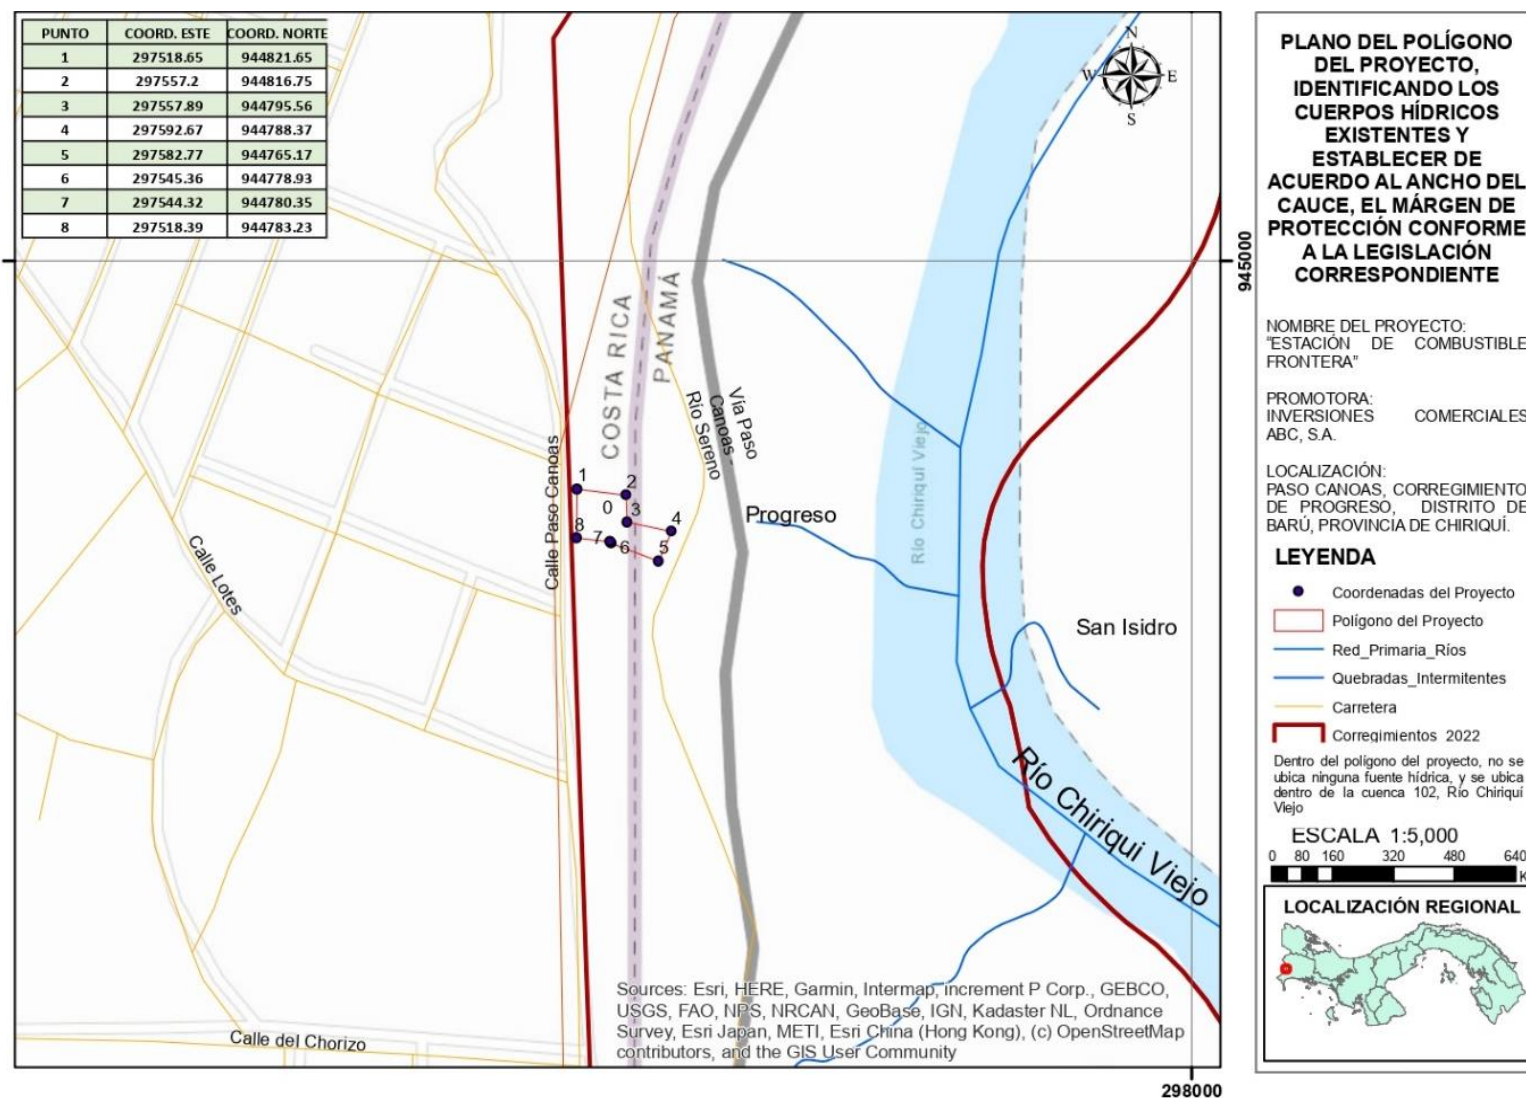 PUNTO COORD. ESTE COORD. NORTE
1 297518.65 944821.65
2 297557.2 944816.75
3 297557.89 944795.56
4 297592.67 944788.37
5 297582.77 944765.17
6 297545.36 944778.93
7 297544.32 944780.35
8 297518.39 944783.23
N
W E
S
945000
COSTA RICA
PANAMÁ
Vía Paso
Canoas -
Río Sereno
Calle Paso Canoas
Río Chiriquí Viejo
1
2
0
3
4
8
7
6
5
Progreso
Calle Lotes
San Isidro
Río Chiriqui Viejo
Calle del Chorizo
Sources: Esri, HERE, Garmin, Intermap, increment P Corp., GEBCO,
USGS, FAO, NPS, NRCAN, GeoBase, IGN, Kadaster NL, Ordnance
Survey, Esri Japan, METI, Esri China (Hong Kong), (c) OpenStreetMap
contributors, and the GIS User Community
298000
PLANO DEL POLÍGONO
DEL PROYECTO,
IDENTIFICANDO LOS
CUERPOS HÍDRICOS
EXISTENTES Y
ESTABLECER DE
ACUERDO AL ANCHO DEL
CAUCE, EL MÁRGEN DE
PROTECCIÓN CONFORME
A LA LEGISLACIÓN
CORRESPONDIENTE
NOMBRE DEL PROYECTO:
"ESTACIÓN DE COMBUSTIBLE
FRONTERA"
PROMOTORA:
INVERSIONES COMERCIALES
ABC, S.A.
LOCALIZACIÓN:
PASO CANOAS, CORREGIMIENTO
DE PROGRESO, DISTRITO DE
BARÚ, PROVINCIA DE CHIRIQUÍ.
LEYENDA
Coordenadas del Proyecto
Polígono del Proyecto
Red_Primaria_Ríos
Quebradas_Intermitentes
Carretera
Corregimientos 2022
Dentro del polígono del proyecto, no se
ubica ninguna fuente hídrica, y se ubica
dentro de la cuenca 102, Río Chiriquí
Viejo
ESCALA 1:5,000
0 80 160 320 480 640
K
LOCALIZACIÓN REGIONAL